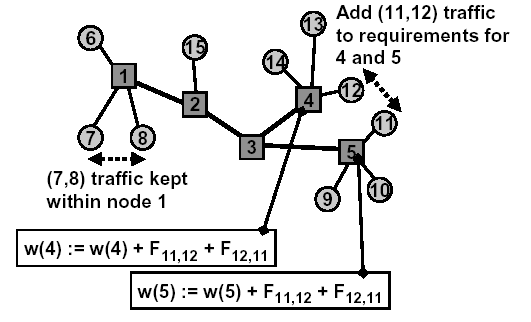 Add (11,12) traffic
to requirements for
4 and 5
13
6
15
14
1
12
4
2
11
7
8
3
5
(7,8) traffic kept
within node 1
9
10
w(4) := w(4) + F11,12 + F12,11
w(5) := w(5) + F11,12 + F12,11